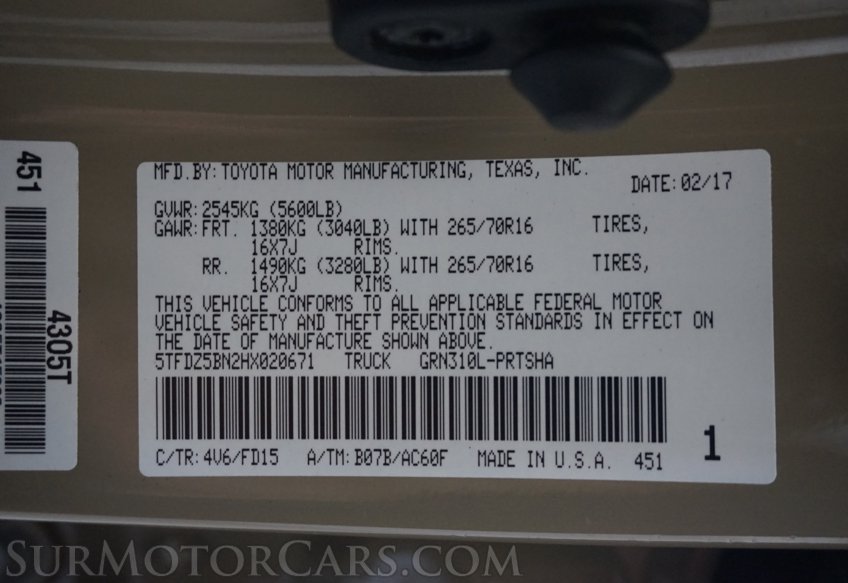 451
4305T
MFD.BY: TOYOTA MOTOR MANUFACTURING, TEXAS, INC.
DATE: 02/17
GVWR: 2545KG (5600LB)
GAWR: FRT. 1380KG (3040LB) WITH 265/70R16 TIRES,
16X7J RIMS.
RR. 1490KG (3280LB) WITH 265/70R16 TIRES,
16X7J RIMS.
THIS VEHICLE CONFORMS TO ALL APPLICABLE FEDERAL MOTOR
VEHICLE SAFETY AND THEFT PREVENTION STANDARDS IN EFFECT ON
THE DATE OF MANUFACTURE SHOWN ABOVE.
5TFDZ5BN2HX020671 TRUCK GRN310L-PRTSHA
C/TR: 4V6/FD15 A/TM: B07B/AC60F MADE IN U.S.A. 451
1
SURMOTORCARS.COM